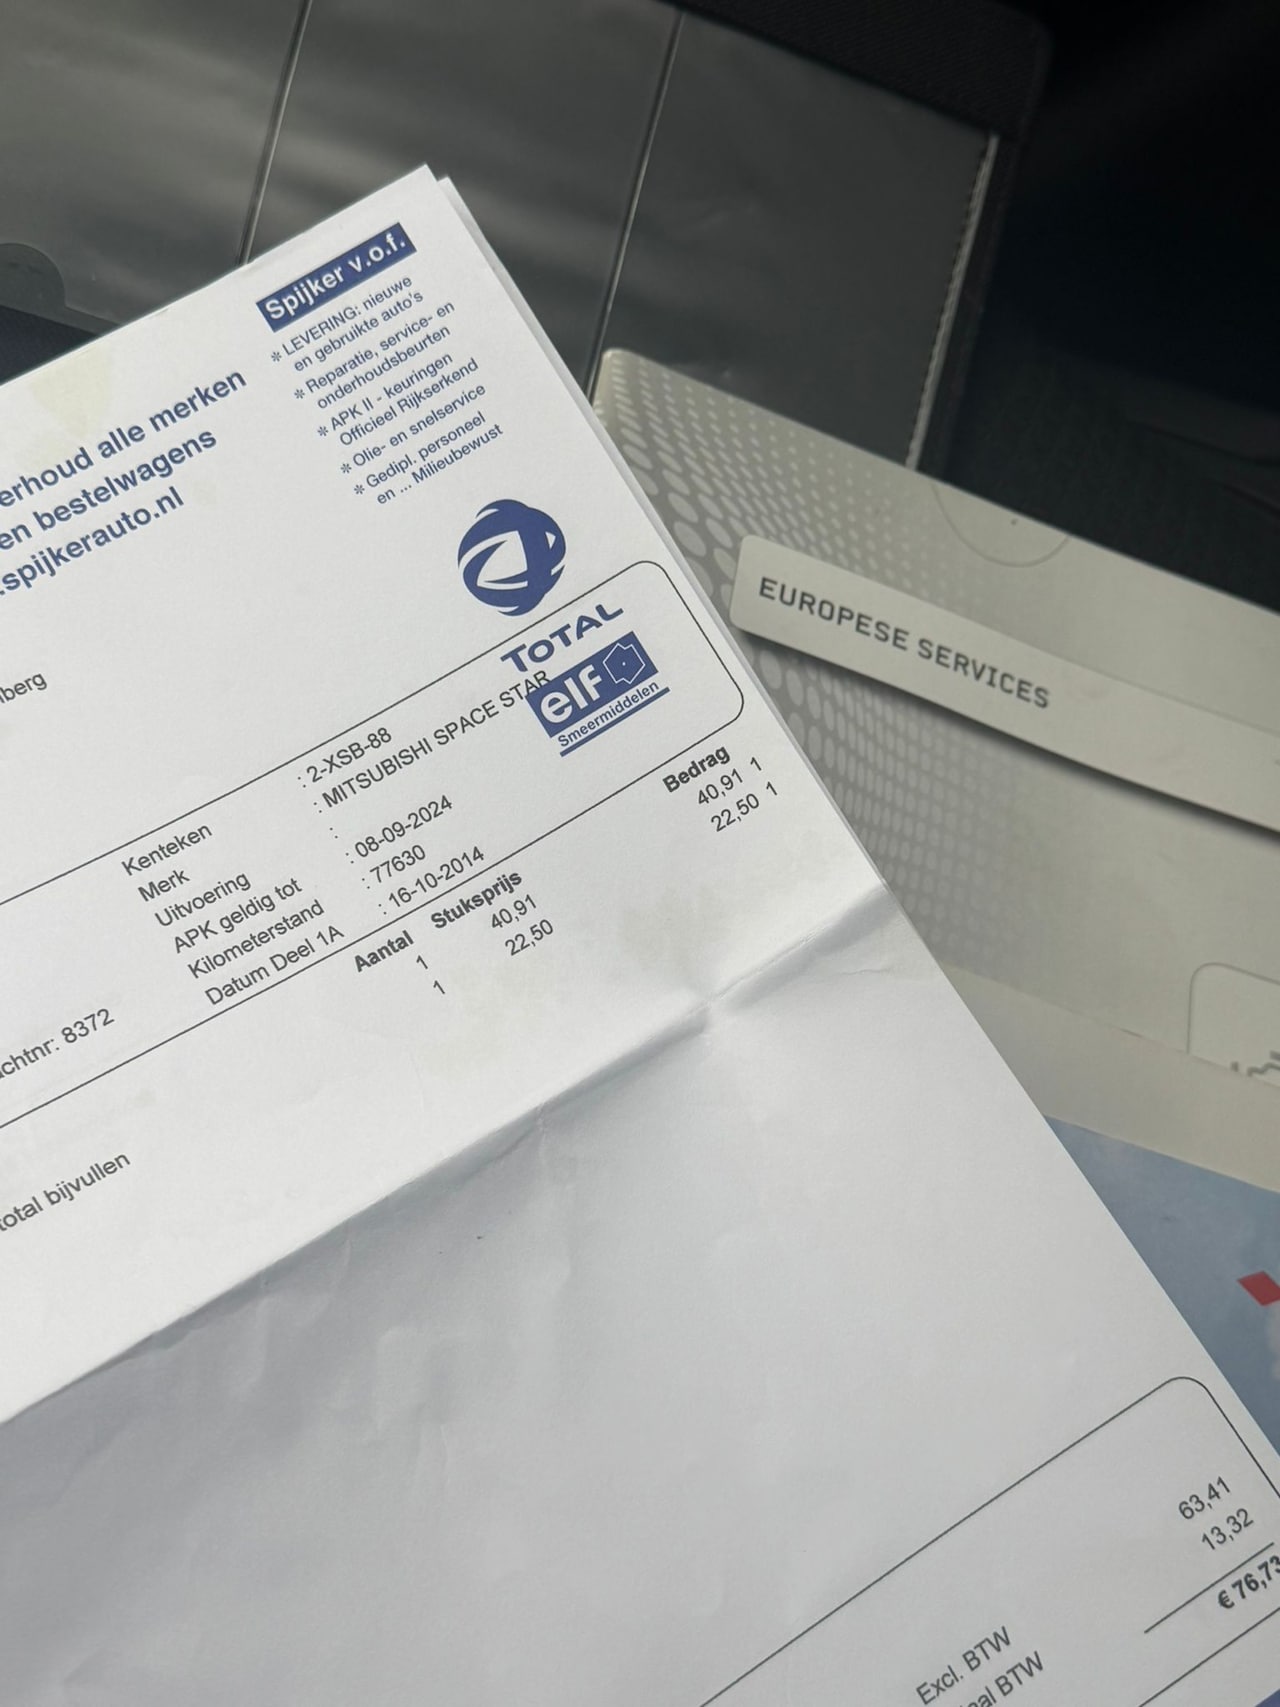 Spijker v.o.f.
* LEVERING: nieuwe
en gebruikte auto's
* Reparatie, service- en
onderhoudsbeurten
* APK II - keuringen
Officieel Rijkserkend
* Olie- en snelservice
* Gedipl. personeel
en ... Milieubewust
erhoud alle merken
en bestelwagens
.spijkerauto.nl
TOTAL
elf
Smeermiddelen
berg
Kenteken : 2-XSB-88
Merk : MITSUBISHI SPACE STAR
Uitvoering :
APK geldig tot : 08-09-2024
Kilometerstand : 77630
Datum Deel 1A : 16-10-2014
chtnr: 8372
Aantal Stuksprijs Bedrag
1 40,91 40,91 1
1 22,50 22,50 1
total bijvullen
63,41
13,32
€ 76,73
Excl. BTW
aal BTW
EUROPESE SERVICES